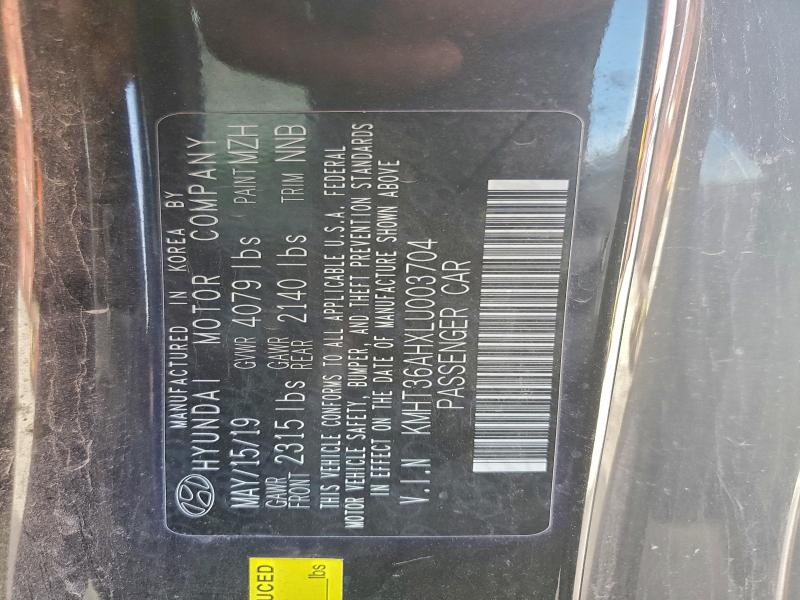 MANUFACTURED IN KOREA BY
HYUNDAI MOTOR COMPANY
MAY/15/19 GVWR 4079 lbs PAINT MZH
GAWR FRONT 2315 lbs GAWR REAR 2140 lbs TRIM NNB
THIS VEHICLE CONFORMS TO ALL APPLICABLE U.S.A. FEDERAL
MOTOR VEHICLE SAFETY, BUMPER, AND THEFT PREVENTION STANDARDS
IN EFFECT ON THE DATE OF MANUFACTURE SHOWN ABOVE
V.I.N KMHT36AHXLU003704
PASSENGER CAR
UCED
lbs